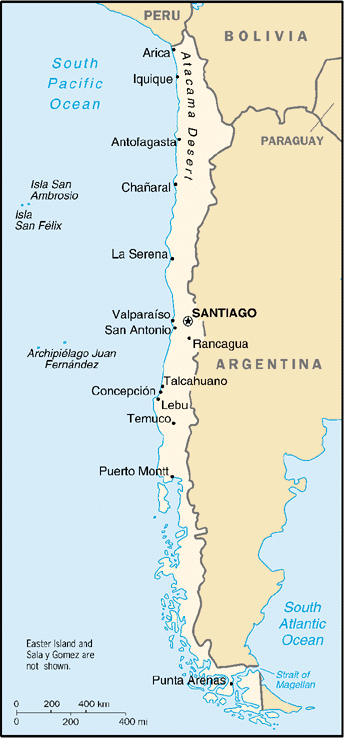 PERU
BOLIVIA
South
Pacific
Ocean
Arica
Iquique
Atacama Desert
PARAGUAY
Antofagasta
Chañaral
Isla San
Ambrosio
Isla
San Félix
La Serena
Valparaíso
SANTIAGO
San Antonio
Rancagua
Archipiélago Juan
Fernández
ARGENTINA
Talcahuano
Concepción
Lebu
Temuco
Puerto Montt
South
Atlantic
Ocean
Easter Island and
Sala y Gomez are
not shown.
Strait of
Magellan
Punta Arenas
0 200 400 km
0 200 400 mi